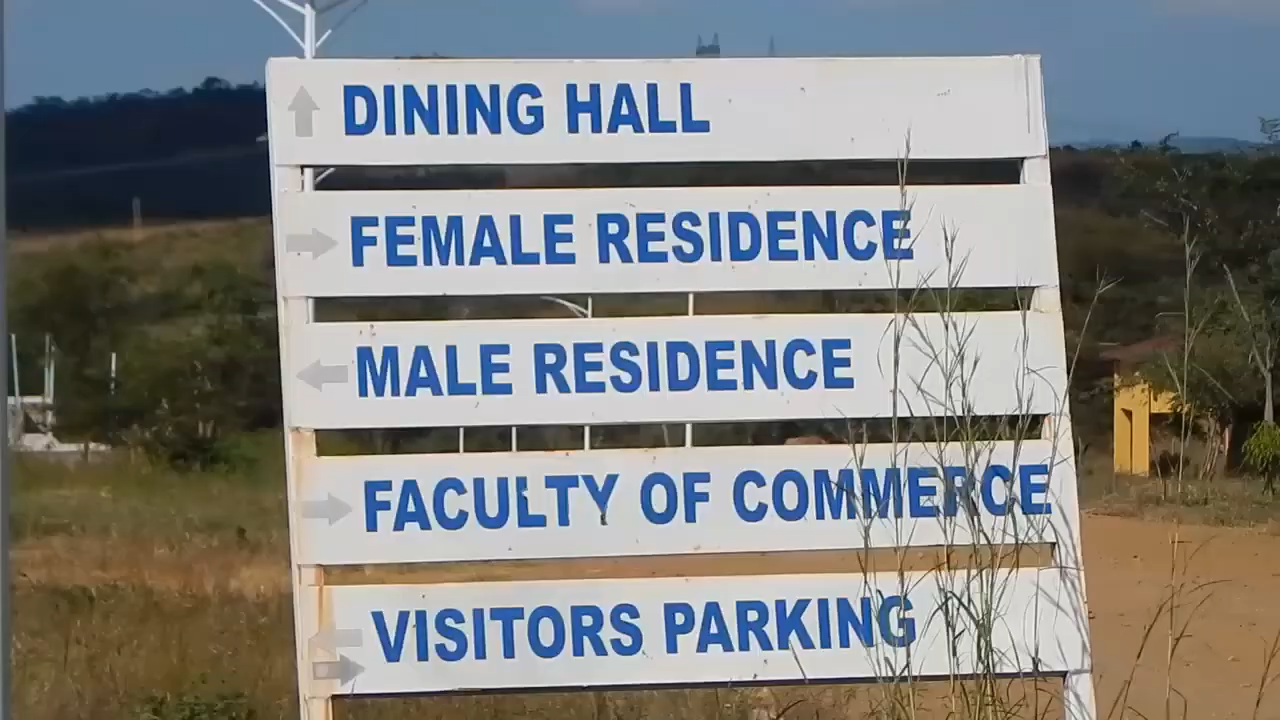 DINING HALL
FEMALE RESIDENCE
MALE RESIDENCE
FACULTY OF COMMERCE
VISITORS PARKING